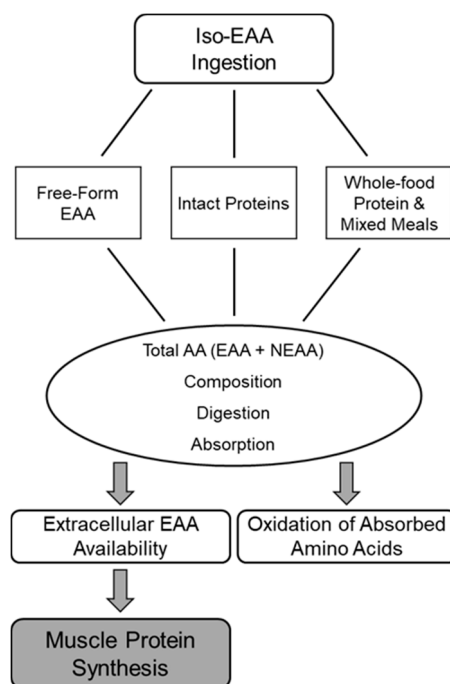 Iso-EAA
Ingestion
Free-Form
EAA
Intact Proteins
Whole-food
Protein &
Mixed Meals
Total AA (EAA + NEAA)
Composition
Digestion
Absorption
Extracellular EAA
Availability
Oxidation of Absorbed
Amino Acids
Muscle Protein
Synthesis